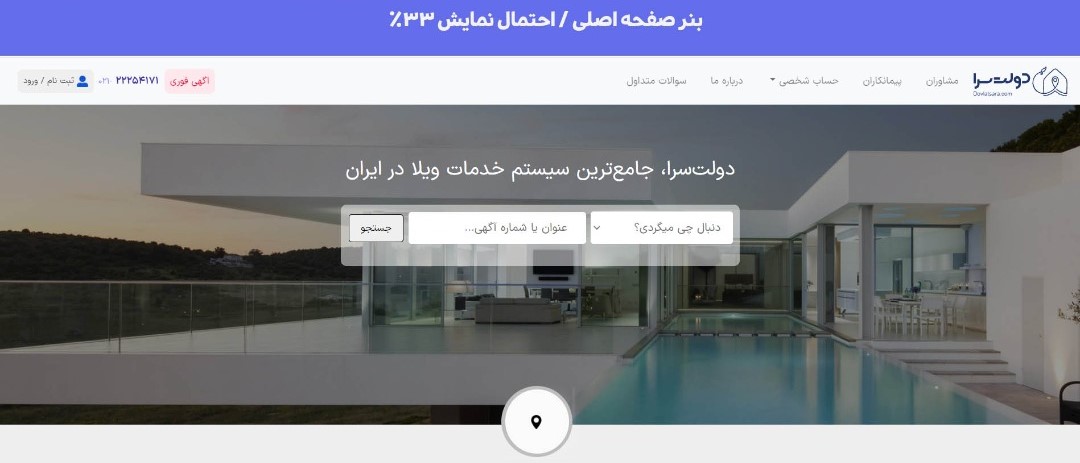 بنر صفحه اصلی / احتمال نمایش ۳۳٪
دولت‌سرا
Dovlatsara.com
مشاوران
پیمانکاران
حساب شخصی
درباره ما
سوالات متداول
آگهی فوری
۰۲۱- ۲۲۲۵۴۱۷۱
ثبت نام / ورود
دولت‌سرا، جامع‌ترین سیستم خدمات ویلا در ایران
دنبال چی میگردی؟
عنوان یا شماره آگهی...
جستجو